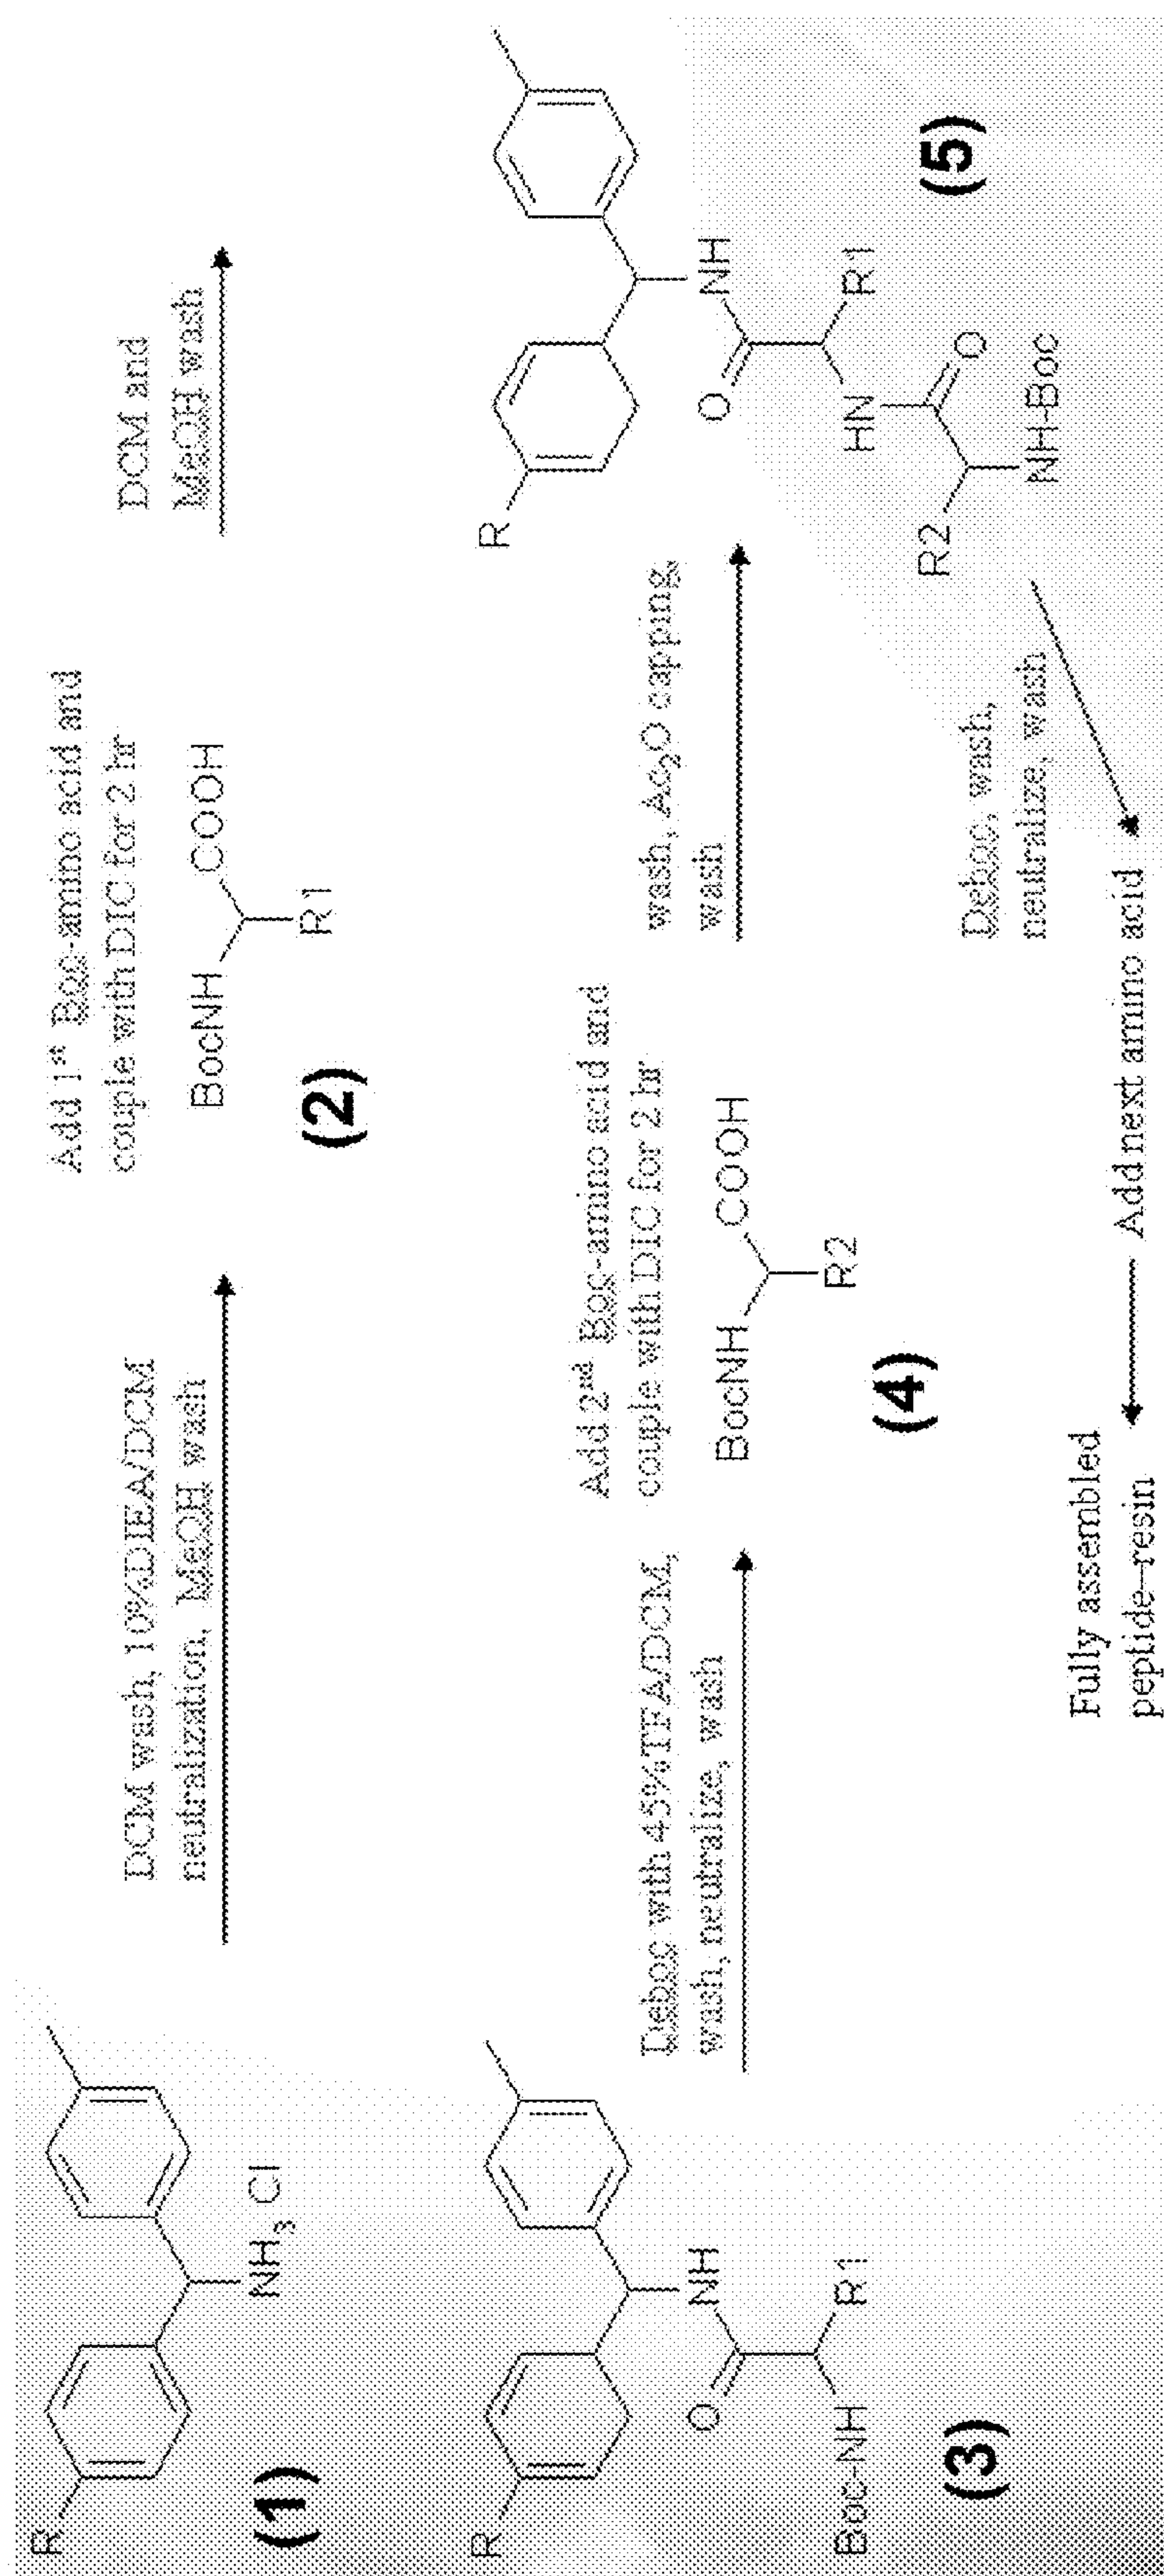 R
NH3 Cl
(1)
DCM wash, 10%DIEA/DCM
neutralization, MeOH wash
Add 1st Boc-amino acid and
couple with DIC for 2 hr
BocNH
COOH
R1
(2)
DCM and
MeOH wash
R
O
NH
Boc-NH
R1
(3)
Deboc with 45%TFA/DCM,
wash, neutralize, wash
Add 2nd Boc-amino acid and
couple with DIC for 2 hr
BocNH
COOH
R2
(4)
wash, Ac2O capping,
wash
R
O
NH
HN
R1
R2
O
NH-Boc
(5)
Deboc, wash,
neutralize, wash
Add next amino acid
Fully assembled
peptide-resin